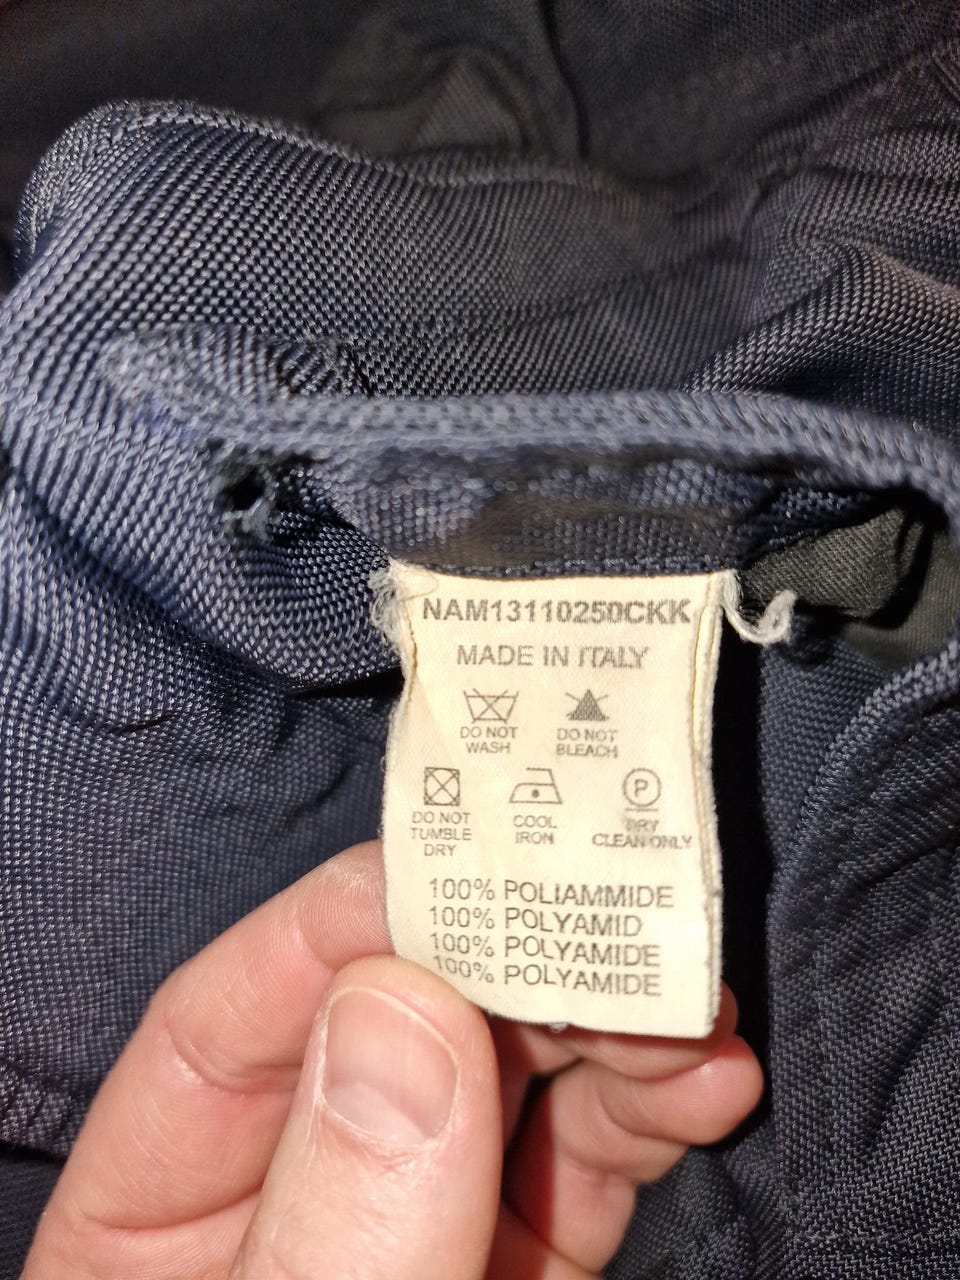 NAM13110250CKK
MADE IN ITALY
DO NOT WASH
DO NOT BLEACH
DO NOT TUMBLE DRY
COOL IRON
P
DRY CLEAN ONLY
100% POLIAMMIDE
100% POLYAMID
100% POLYAMIDE
100% POLYAMIDE